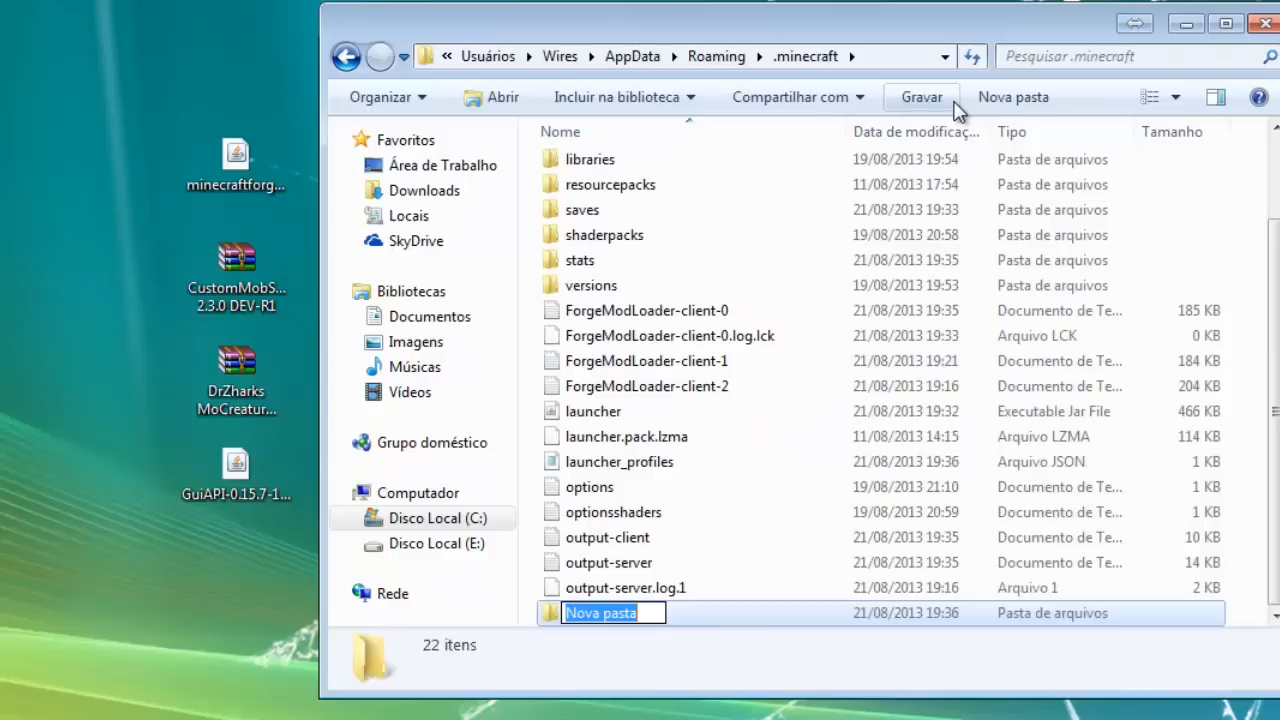 Usuários Wires AppData Roaming .minecraft Pesquisar .minecraft
Organizar Abrir Incluir na biblioteca Compartilhar com Gravar Nova pasta
Nome Data de modificaç... Tipo Tamanho
Favoritos
Área de Trabalho
Downloads
Locais
SkyDrive
Bibliotecas
Documentos
Imagens
Músicas
Vídeos
Grupo doméstico
Computador
Disco Local (C:)
Disco Local (E:)
Rede
libraries 19/08/2013 19:54 Pasta de arquivos
resourcepacks 11/08/2013 17:54 Pasta de arquivos
saves 21/08/2013 19:33 Pasta de arquivos
shaderpacks 19/08/2013 20:58 Pasta de arquivos
stats 21/08/2013 19:35 Pasta de arquivos
versions 19/08/2013 19:53 Pasta de arquivos
ForgeModLoader-client-0 21/08/2013 19:35 Documento de Te... 185 KB
ForgeModLoader-client-0.log.lck 21/08/2013 19:33 Arquivo LCK 0 KB
ForgeModLoader-client-1 21/08/2013 19:21 Documento de Te... 184 KB
ForgeModLoader-client-2 21/08/2013 19:16 Documento de Te... 204 KB
launcher 21/08/2013 19:32 Executable Jar File 466 KB
launcher.pack.lzma 11/08/2013 14:15 Arquivo LZMA 114 KB
launcher_profiles 21/08/2013 19:36 Arquivo JSON 1 KB
options 19/08/2013 21:10 Documento de Te... 1 KB
optionsshaders 19/08/2013 20:59 Documento de Te... 1 KB
output-client 21/08/2013 19:35 Documento de Te... 10 KB
output-server 21/08/2013 19:35 Documento de Te... 14 KB
output-server.log.1 21/08/2013 19:16 Arquivo 1 2 KB
Nova pasta 21/08/2013 19:36 Pasta de arquivos
22 itens
minecraftforg...
CustomMobS...
2.3.0 DEV-R1
DrZharks
MoCreatur...
GuiAPI-0.15.7-1...